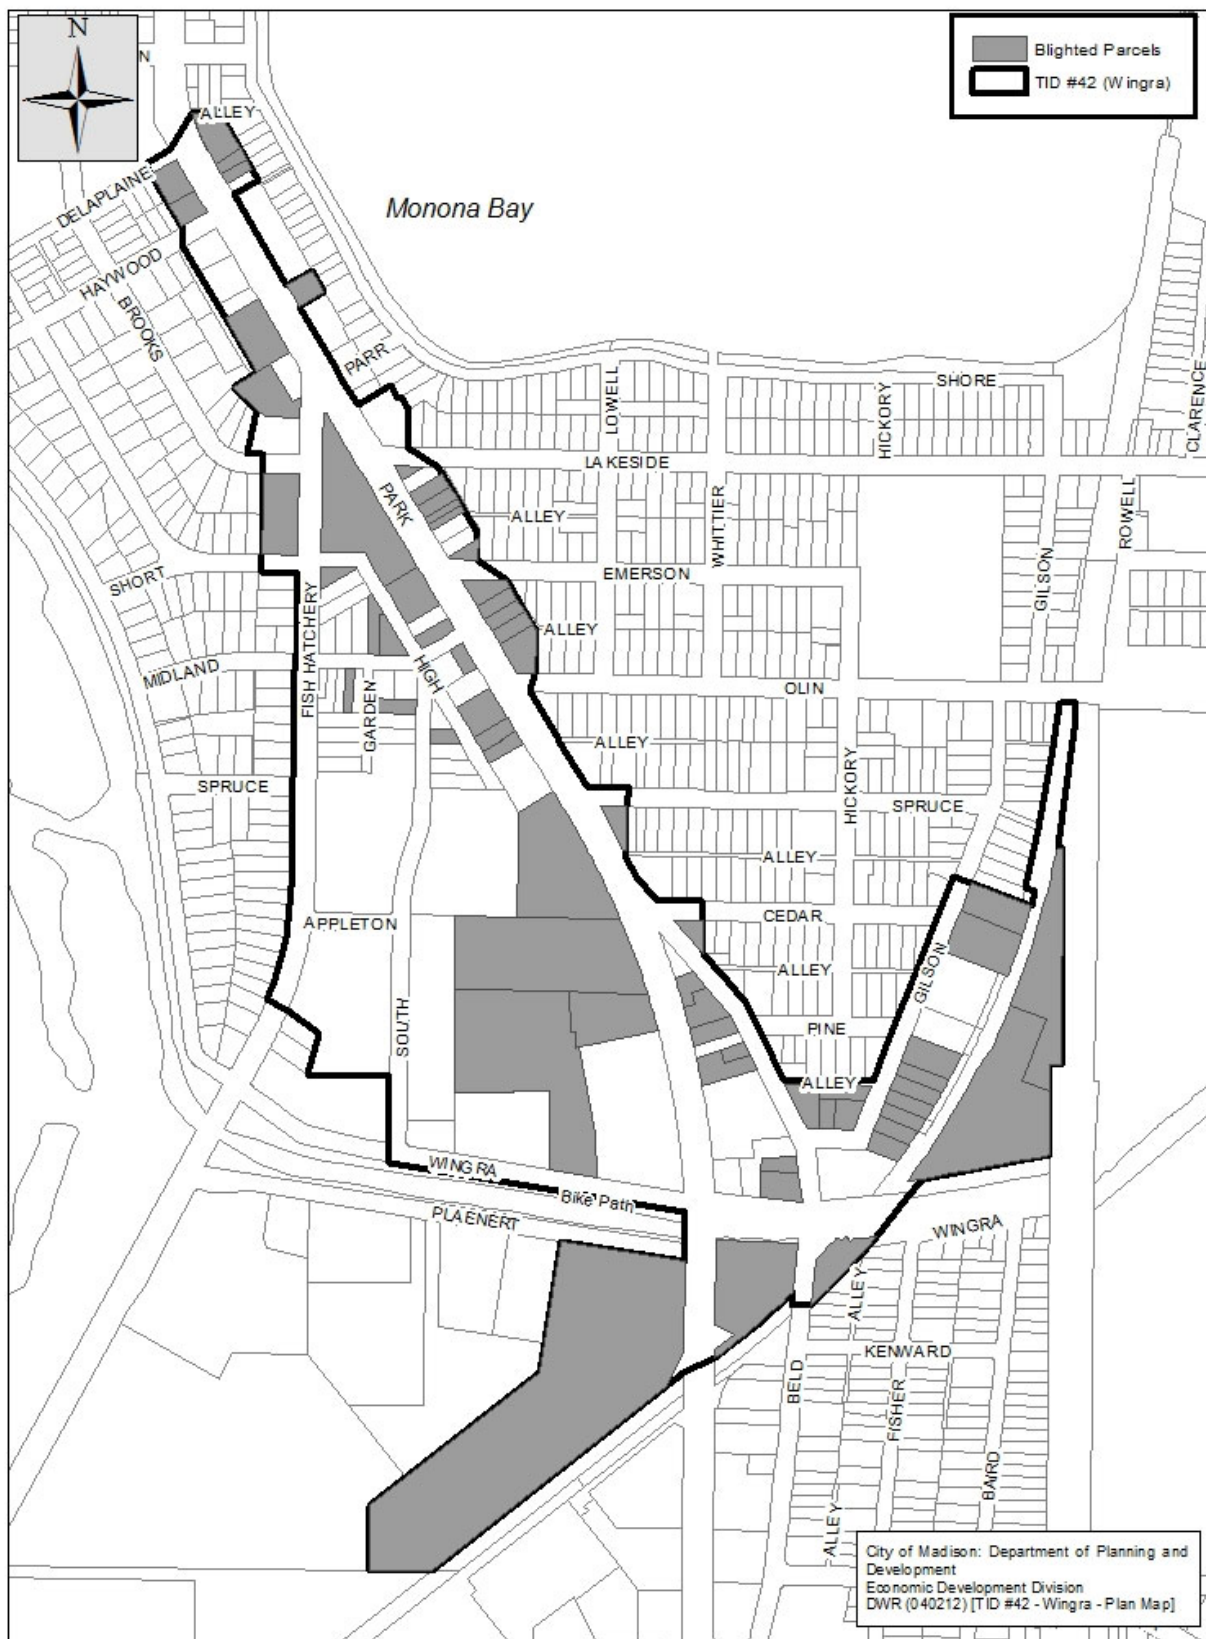 N
N
Blighted Parcels
TID #42 (Wingra)
ALLEY
DELAPLAINE
Monona Bay
HAYWOOD
BROOKS
PARR
SHORE
LOWELL
HICKORY
CLARENCE
LAKESIDE
PARK
ALLEY
WHITTIER
ROWELL
EMERSON
GILSON
SHORT
FISH HATCHERY
ALLEY
MIDLAND
HIGH
OLIN
GARDEN
ALLEY
SPRUCE
HICKORY
SPRUCE
ALLEY
APPLETON
CEDAR
ALLEY
GILSON
SOUTH
PINE
ALLEY
WINGRA
Bike Path
PLAENERT
WINGRA
ALLEY
KENWARD
BELD
FISHER
BAIRD
ALLEY
City of Madison: Department of Planning and
Development
Economic Development Division
DWR (040212) [TID #42 - Wingra - Plan Map]